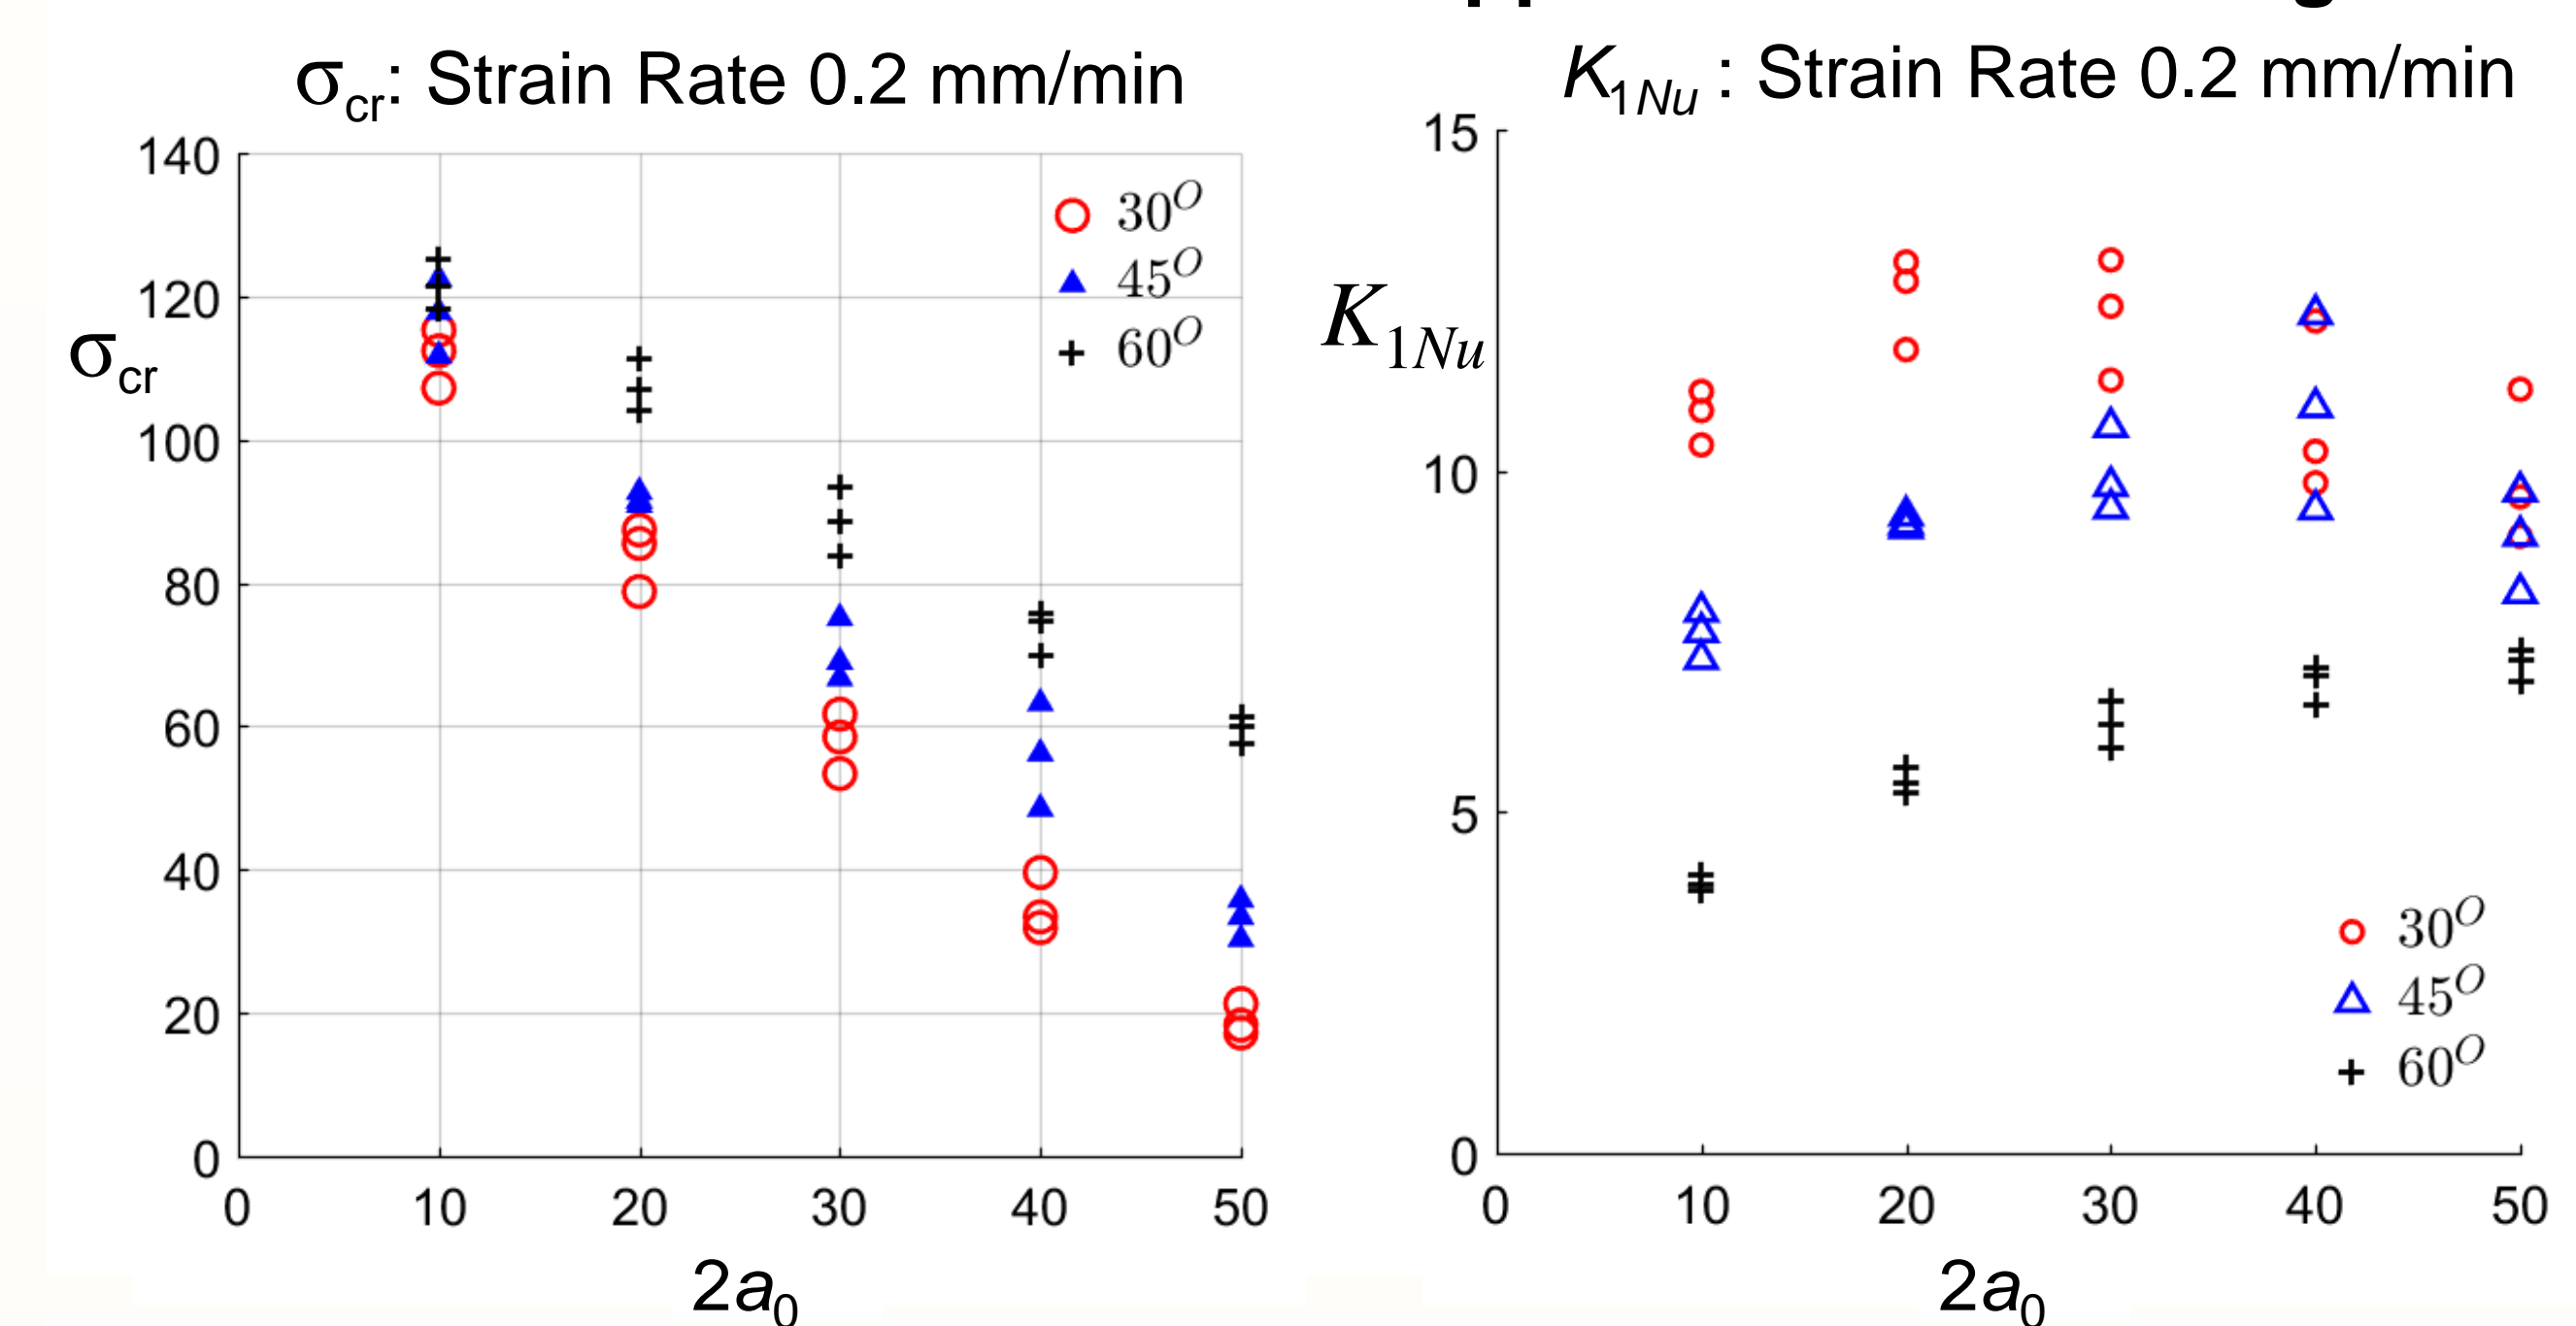 σcr: Strain Rate 0.2 mm/min
140
120
100
80
60
40
20
0
σcr
30O
45O
60O
0 10 20 30 40 50
2a0
K1Nu : Strain Rate 0.2 mm/min
15
10
5
0
K1Nu
30O
45O
60O
0 10 20 30 40 50
2a0